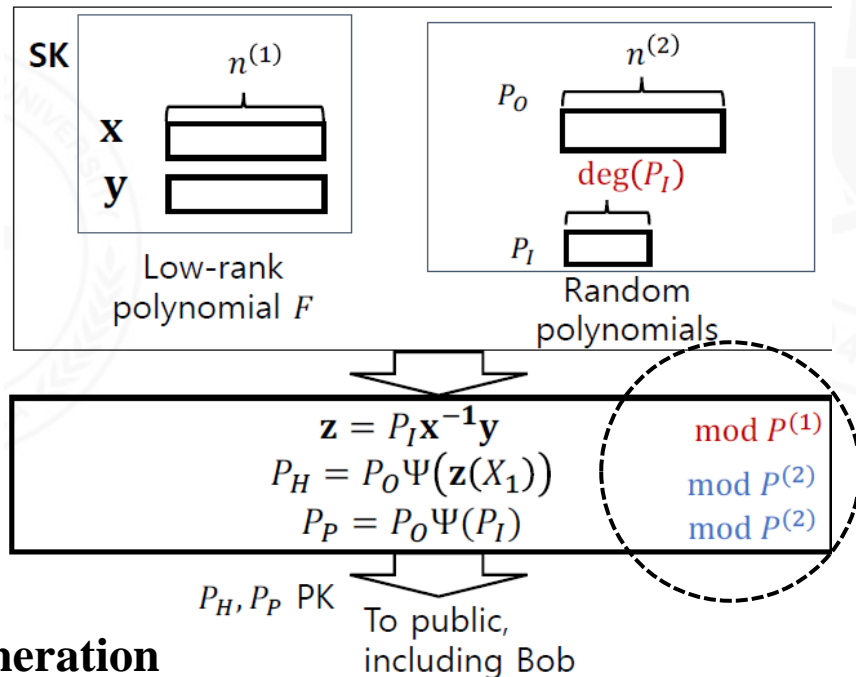 SK
n^{(1)}
x
y
Low-rank
polynomial F
n^{(2)}
P_O
deg(P_I)
P_I
Random
polynomials
z = P_I x^{-1} y mod P^{(1)}
P_H = P_O Ψ(z(X_1)) mod P^{(2)}
P_P = P_O Ψ(P_I) mod P^{(2)}
P_H, P_P PK
To public,
including Bob
neration